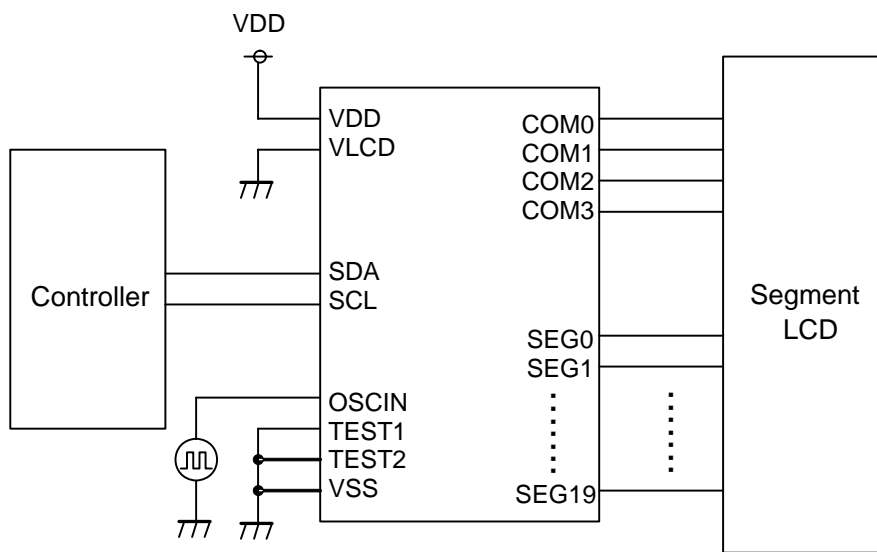 VDD
VDD
VLCD
SDA
SCL
OSCIN
TEST1
TEST2
VSS
COM0
COM1
COM2
COM3
SEG0
SEG1
SEG19
Controller
Segment
LCD